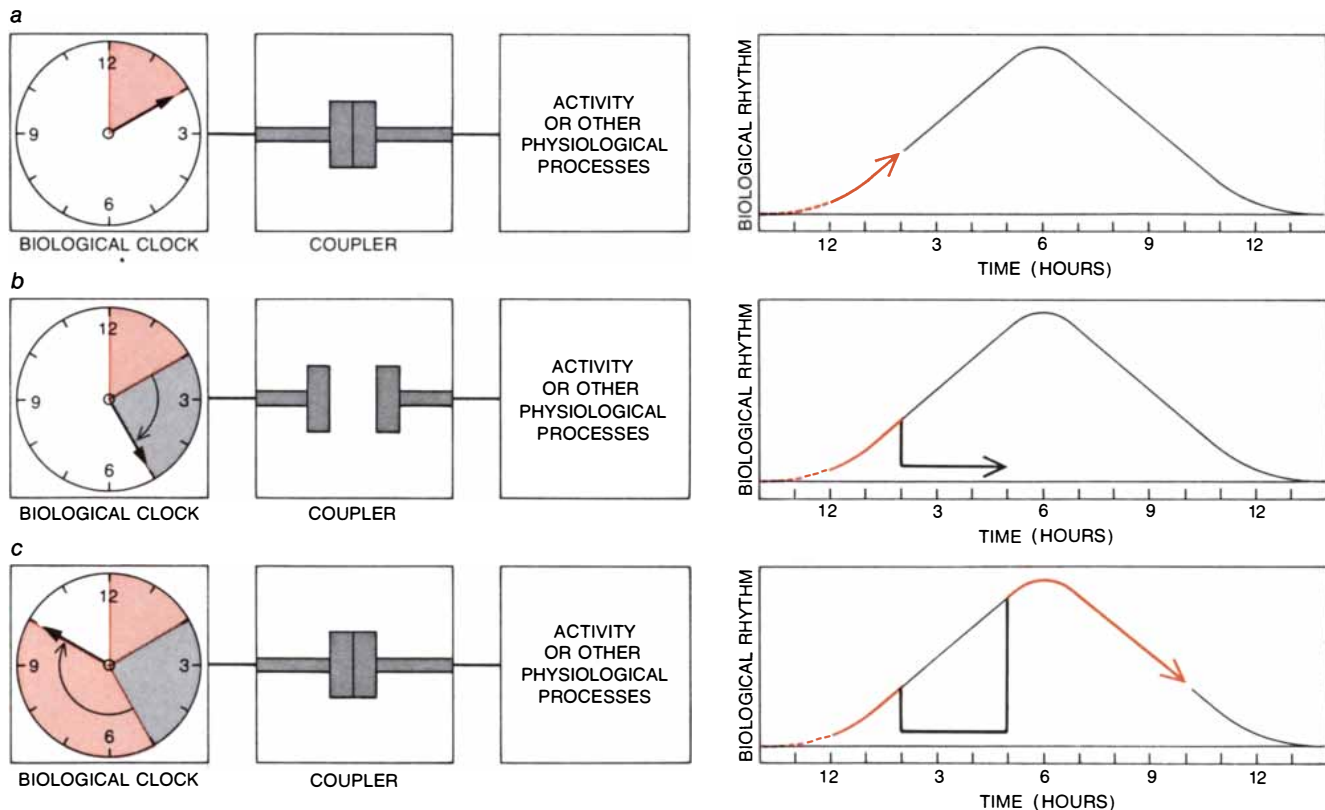 a
12
9
3
6
BIOLOGICAL CLOCK
COUPLER
ACTIVITY
OR OTHER
PHYSIOLOGICAL
PROCESSES
BIOLOGICAL RHYTHM
12 3 6 9 12
TIME (HOURS)
b
12
9
3
6
BIOLOGICAL CLOCK
COUPLER
ACTIVITY
OR OTHER
PHYSIOLOGICAL
PROCESSES
BIOLOGICAL RHYTHM
12 3 6 9 12
TIME (HOURS)
c
12
9
3
6
BIOLOGICAL CLOCK
COUPLER
ACTIVITY
OR OTHER
PHYSIOLOGICAL
PROCESSES
BIOLOGICAL RHYTHM
12 3 6 9 12
TIME (HOURS)